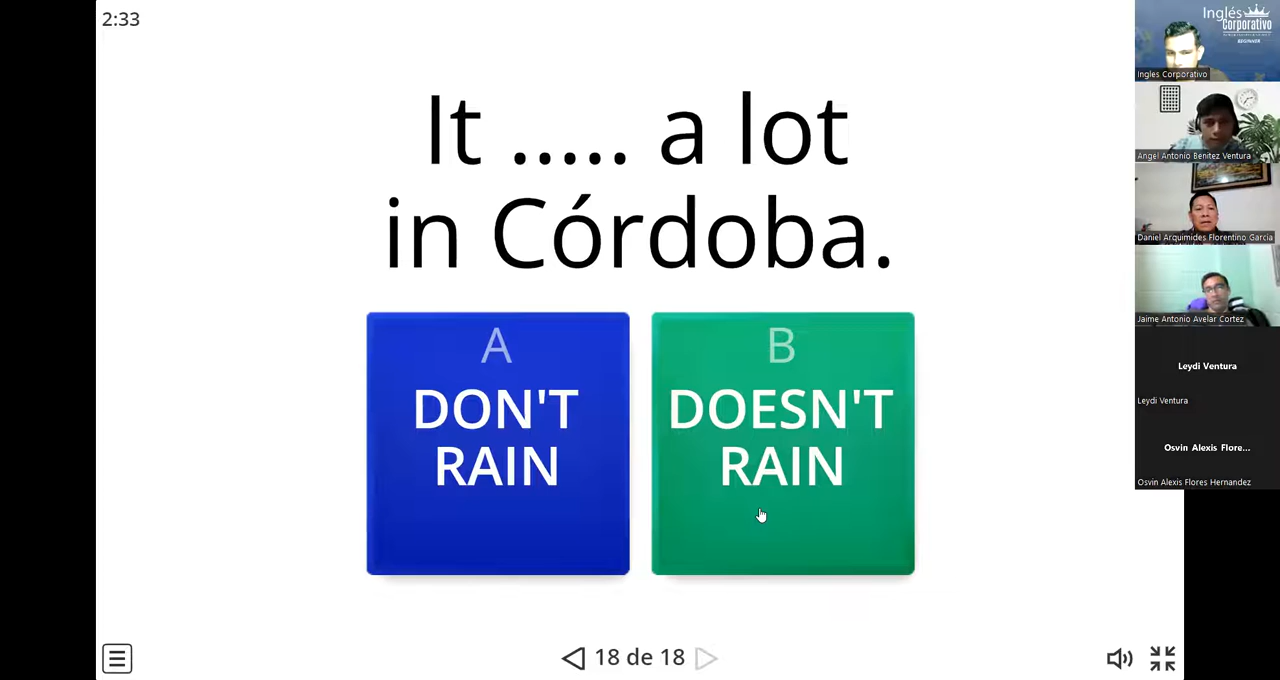 2:33
It ..... a lot
in Córdoba.
A
DON'T
RAIN
B
DOESN'T
RAIN
18 de 18
Inglés
Corporativo
BEGINNER
Ingles Corporativo
Angel Antonio Benitez Ventura
Daniel Arquimides Florentino Garcia
Jaime Antonio Avelar Cortez
Leydi Ventura
Leydi Ventura
Osvin Alexis Flore...
Osvin Alexis Flores Hernandez